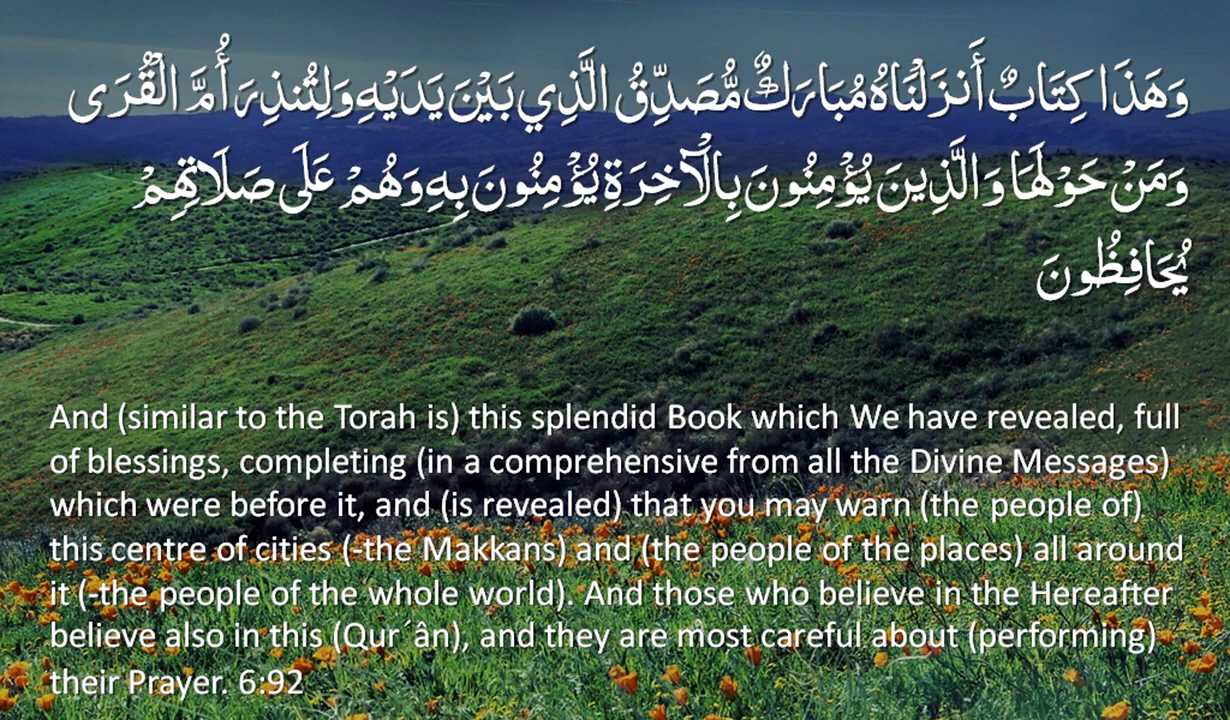 وَهَذَا كِتَابٌ أَنزَلْنَاهُ مُبَارَكٌ مُّصَدِّقُ الَّذِي بَيْنَ يَدَيْهِ وَلِتُنذِرَ أُمَّ الْقُرَى
وَمَنْ حَوْلَهَا وَالَّذِينَ يُؤْمِنُونَ بِالْآخِرَةِ يُؤْمِنُونَ بِهِ وَهُمْ عَلَى صَلَاتِهِمْ
يُحَافِظُونَ
And (similar to the Torah is) this splendid Book which We have revealed, full
of blessings, completing (in a comprehensive from all the Divine Messages)
which were before it, and (is revealed) that you may warn (the people of)
this centre of cities (-the Makkans) and (the people of the places) all around
it (-the people of the whole world). And those who believe in the Hereafter
believe also in this (Qur´ân), and they are most careful about (performing)
their Prayer. 6:92